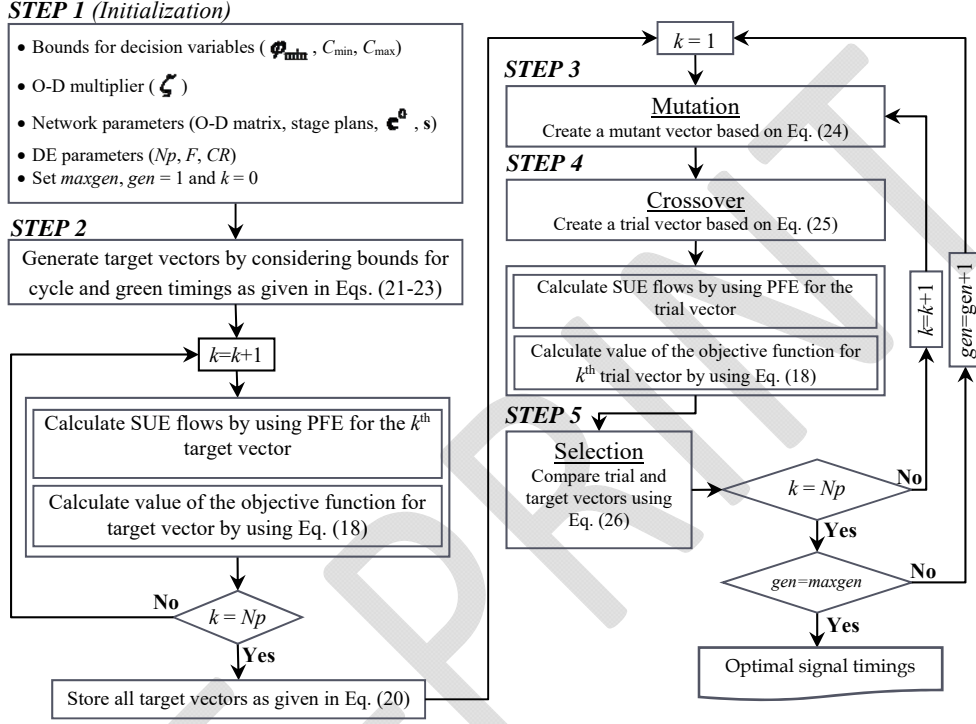 STEP 1 (Initialization)
• Bounds for decision variables ( φmin , Cmin, Cmax)
• O-D multiplier ( ζ )
• Network parameters (O-D matrix, stage plans, c⁰ , s)
• DE parameters (Np, F, CR)
• Set maxgen, gen = 1 and k = 0
STEP 2
Generate target vectors by considering bounds for
cycle and green timings as given in Eqs. (21-23)
k=k+1
Calculate SUE flows by using PFE for the kth
target vector
Calculate value of the objective function for
target vector by using Eq. (18)
No
k = Np
Yes
Store all target vectors as given in Eq. (20)
k = 1
STEP 3
Mutation
Create a mutant vector based on Eq. (24)
STEP 4
Crossover
Create a trial vector based on Eq. (25)
Calculate SUE flows by using PFE for the
trial vector
Calculate value of the objective function for
kth trial vector by using Eq. (18)
STEP 5
Selection
Compare trial and
target vectors using
Eq. (26)
k = Np
No
k=k+1
Yes
gen=maxgen
No
gen=gen+1
Yes
Optimal signal timings
EPRINT